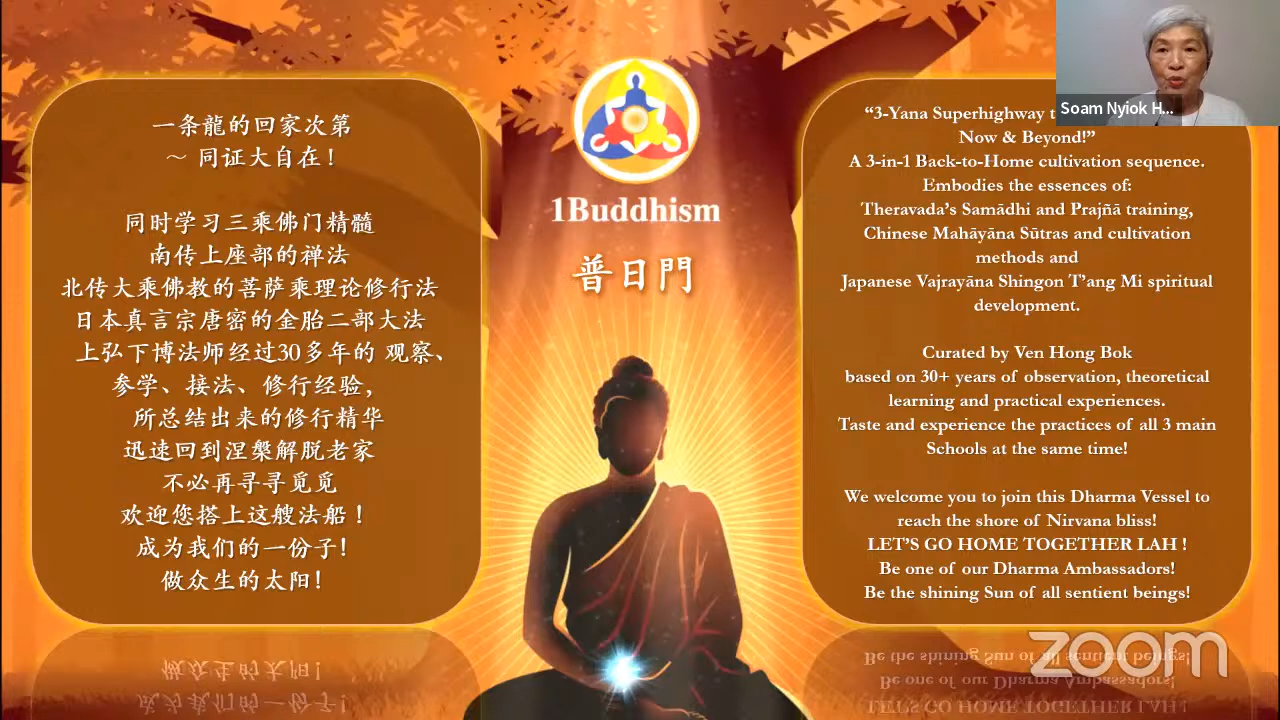 一条龍的回家次第
～ 同证大自在！
同时学习三乘佛门精髓
南传上座部的禅法
北传大乘佛教的菩萨乘理论修行法
日本真言宗唐密的金胎二部大法
上弘下博法师经过30多年的 观察、
参学、接法、修行经验，
所总结出来的修行精华
迅速回到涅槃解脱老家
不必再寻寻觅觅
欢迎您搭上这艘法船！
成为我们的一份子！
做众生的太阳！
1Buddhism
普日門
“3-Yana Superhighway t
Now & Beyond!”
A 3-in-1 Back-to-Home cultivation sequence.
Embodies the essences of:
Theravada’s Samādhi and Prajñā training,
Chinese Mahāyāna Sūtras and cultivation
methods and
Japanese Vajrayāna Shingon T’ang Mi spiritual
development.
Curated by Ven Hong Bok
based on 30+ years of observation, theoretical
learning and practical experiences.
Taste and experience the practices of all 3 main
Schools at the same time!
We welcome you to join this Dharma Vessel to
reach the shore of Nirvana bliss!
LET’S GO HOME TOGETHER LAH !
Be one of our Dharma Ambassadors!
Be the shining Sun of all sentient beings!
Soam Nyiok H...
zoom